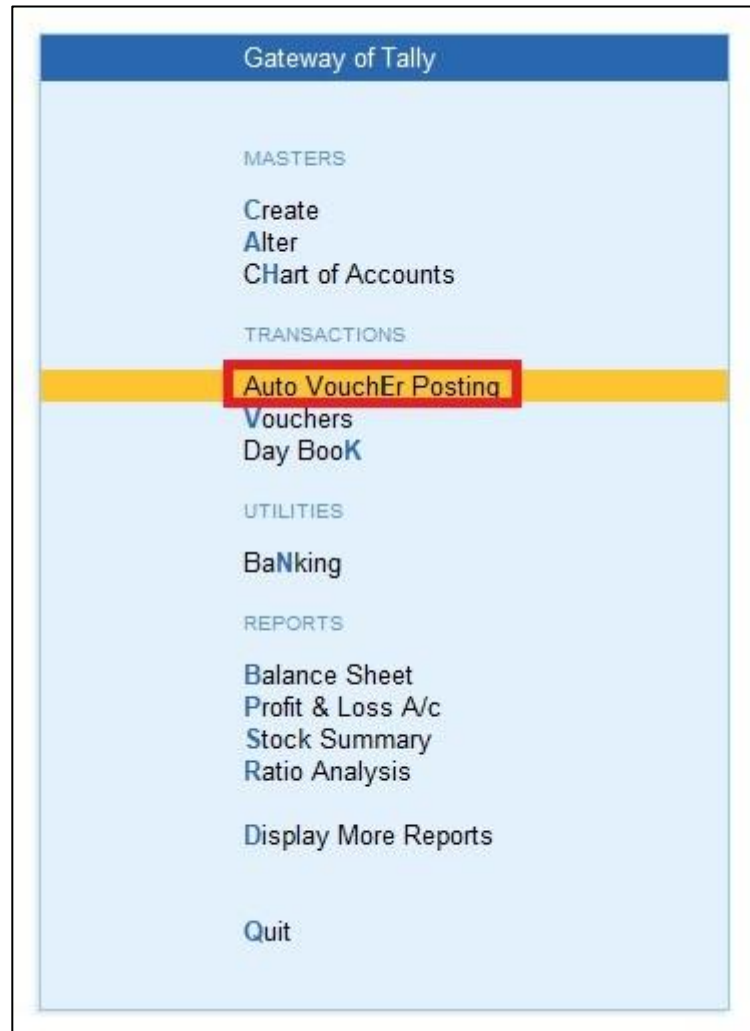 Gateway of Tally
MASTERS
Create
Alter
CHart of Accounts
TRANSACTIONS
Auto VouchEr Posting
Vouchers
Day BooK
UTILITIES
BaNking
REPORTS
Balance Sheet
Profit & Loss A/c
Stock Summary
Ratio Analysis
Display More Reports
Quit